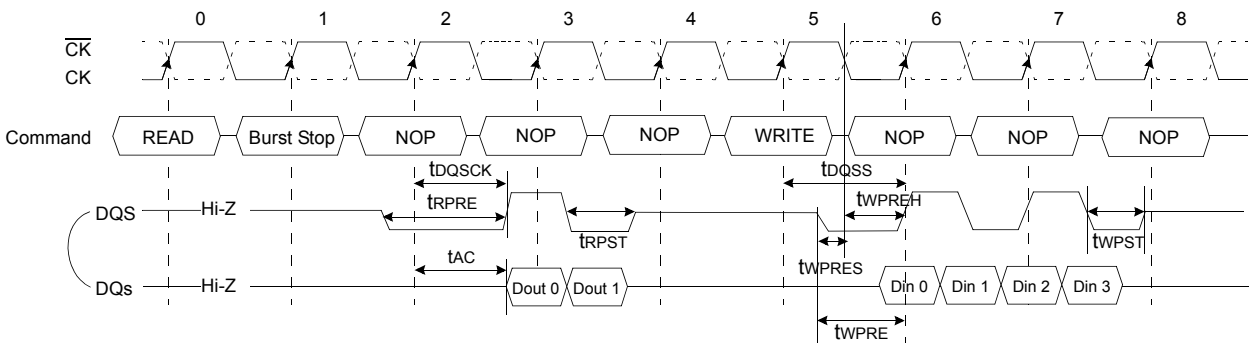 0 1 2 3 4 5 6 7 8
CK
CK
Command READ Burst Stop NOP NOP NOP WRITE NOP NOP NOP
tDQSCK tDQSS
tRPRE tWPREH
DQS Hi-Z
tRPST tWPST
tAC tWPRES
DQs Hi-Z Dout 0 Dout 1 Din 0 Din 1 Din 2 Din 3
tWPRE